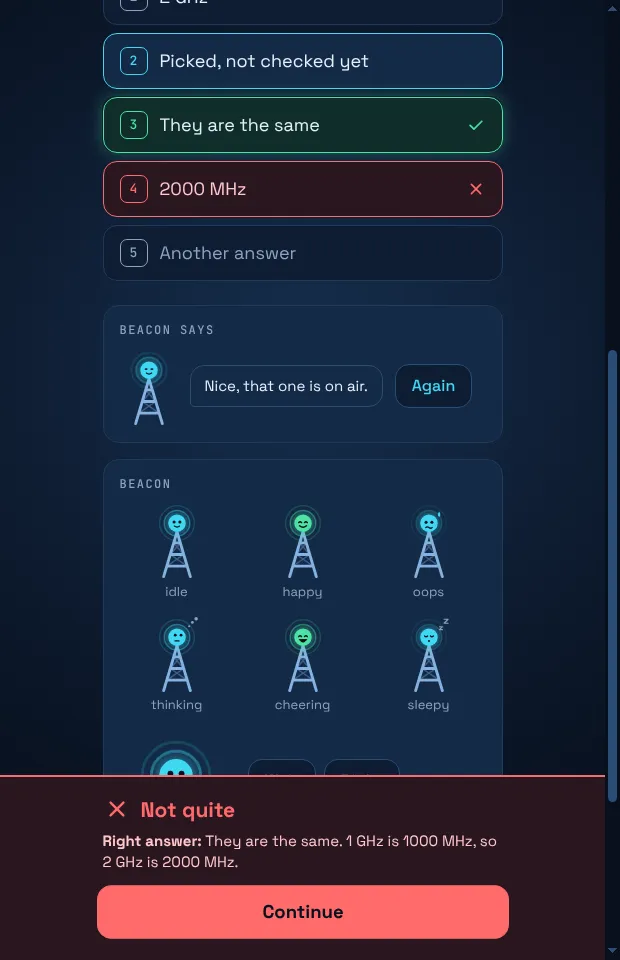 2 Picked, not checked yet
3 They are the same
4 2000 MHz
5 Another answer
BEACON SAYS
Nice, that one is on air.
Again
BEACON
idle
happy
oops
thinking
cheering
sleepy
Not quite
Right answer: They are the same. 1 GHz is 1000 MHz, so
2 GHz is 2000 MHz.
Continue